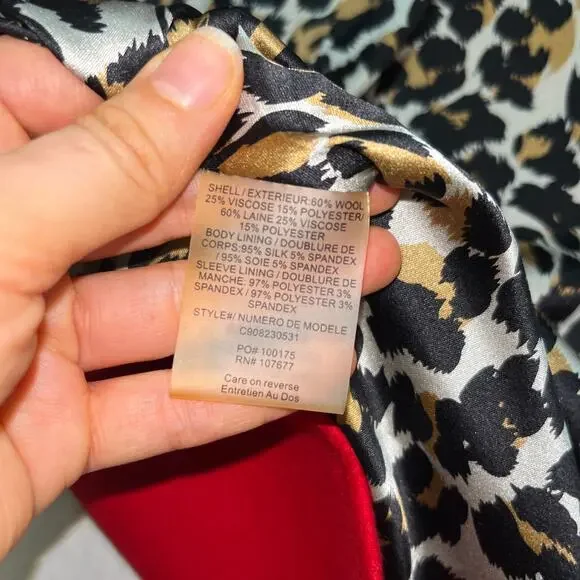 SHELL / EXTERIEUR:60% WOOL
25% VISCOSE 15% POLYESTER/
60% LAINE 25% VISCOSE
15% POLYESTER
BODY LINING / DOUBLURE DE
CORPS:95% SILK 5% SPANDEX
/ 95% SOIE 5% SPANDEX
SLEEVE LINING / DOUBLURE DE
MANCHE: 97% POLYESTER 3%
SPANDEX / 97% POLYESTER 3%
SPANDEX
STYLE#/ NUMERO DE MODELE
C908230531
PO# 100175
RN# 107677
Care on reverse
Entretien Au Dos